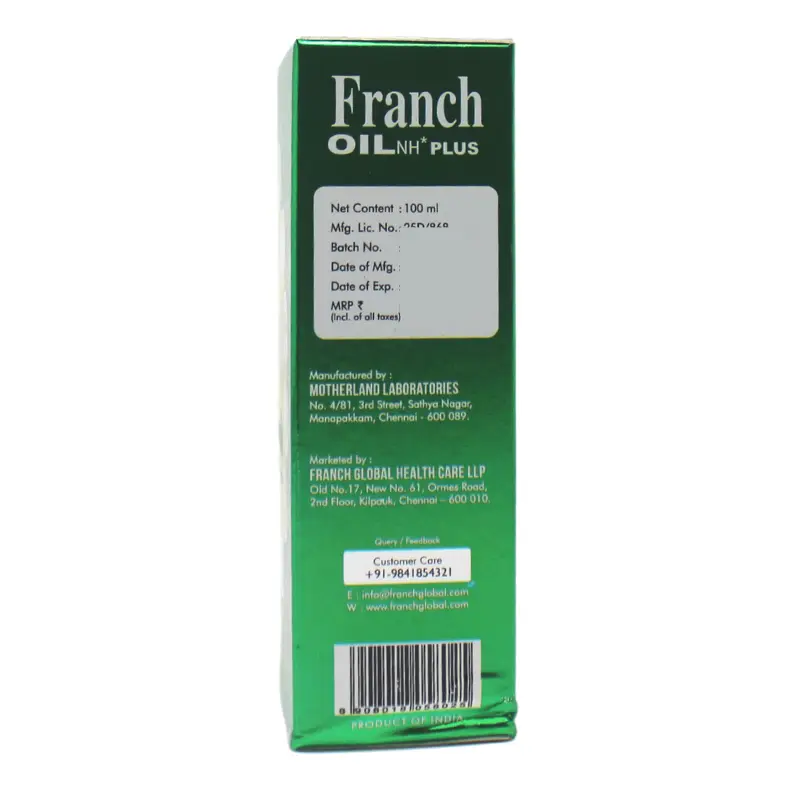 Franch
OIL NH* PLUS
Net Content : 100 ml
Mfg. Lic. No.:
Batch No. :
Date of Mfg. :
Date of Exp. :
MRP ₹
(Incl. of all taxes)
Manufactured by :
MOTHERLAND LABORATORIES
No. 4/81, 3rd Street, Sathya Nagar,
Manapakkam, Chennai - 600 089.
Marketed by :
FRANCH GLOBAL HEALTH CARE LLP
Old No.17, New No. 61, Ormes Road,
2nd Floor, Kilpauk, Chennai – 600 010.
Query / Feedback
Customer Care
+91-9841854321
E : info@franchglobal.com
W : www.franchglobal.com
PRODUCT OF INDIA